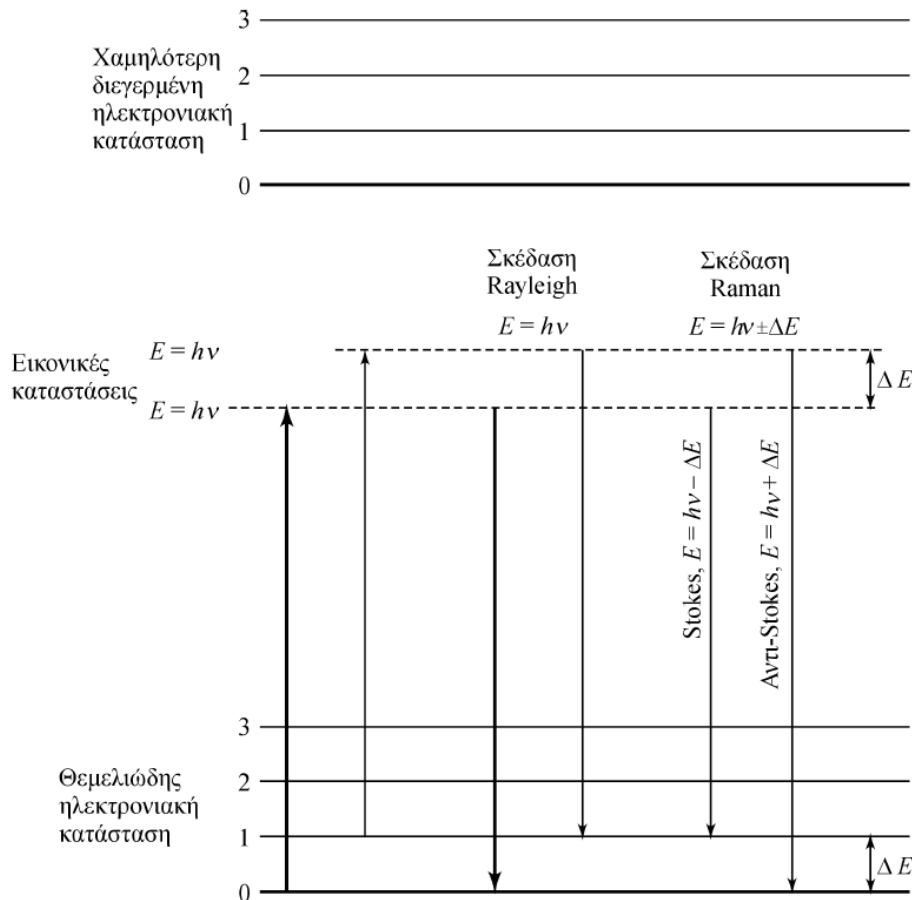 3
Χαμηλότερη
διεγερμένη
ηλεκτρονιακή
κατάσταση
2
1
0
Σκέδαση
Rayleigh
E = hν
Σκέδαση
Raman
E = hν ± ΔE
Εικονικές
καταστάσεις
E = hν
E = hν
ΔE
Stokes, E = hν − ΔE
Αντι-Stokes, E = hν + ΔE
3
2
Θεμελιώδης
ηλεκτρονιακή
κατάσταση
1
0
ΔE